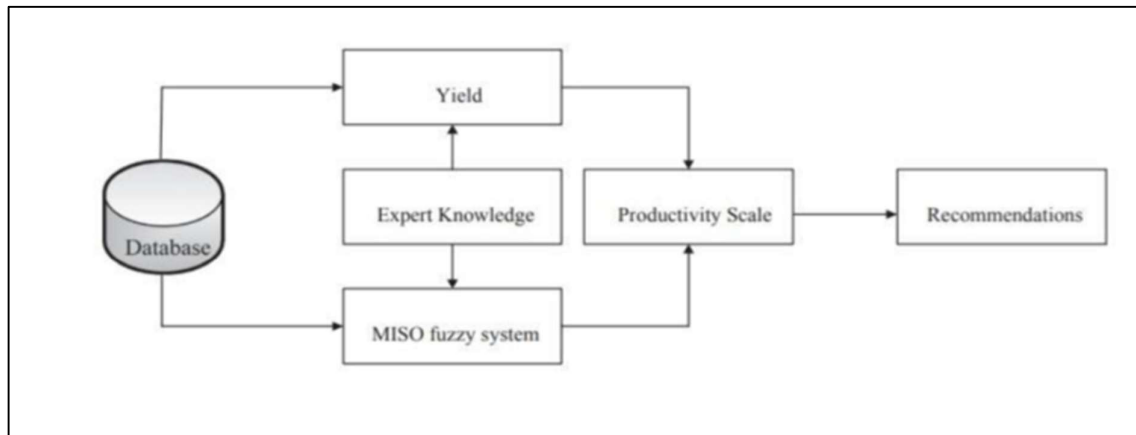 Yield
Expert Knowledge
Productivity Scale
Recommendations
Database
MISO fuzzy system